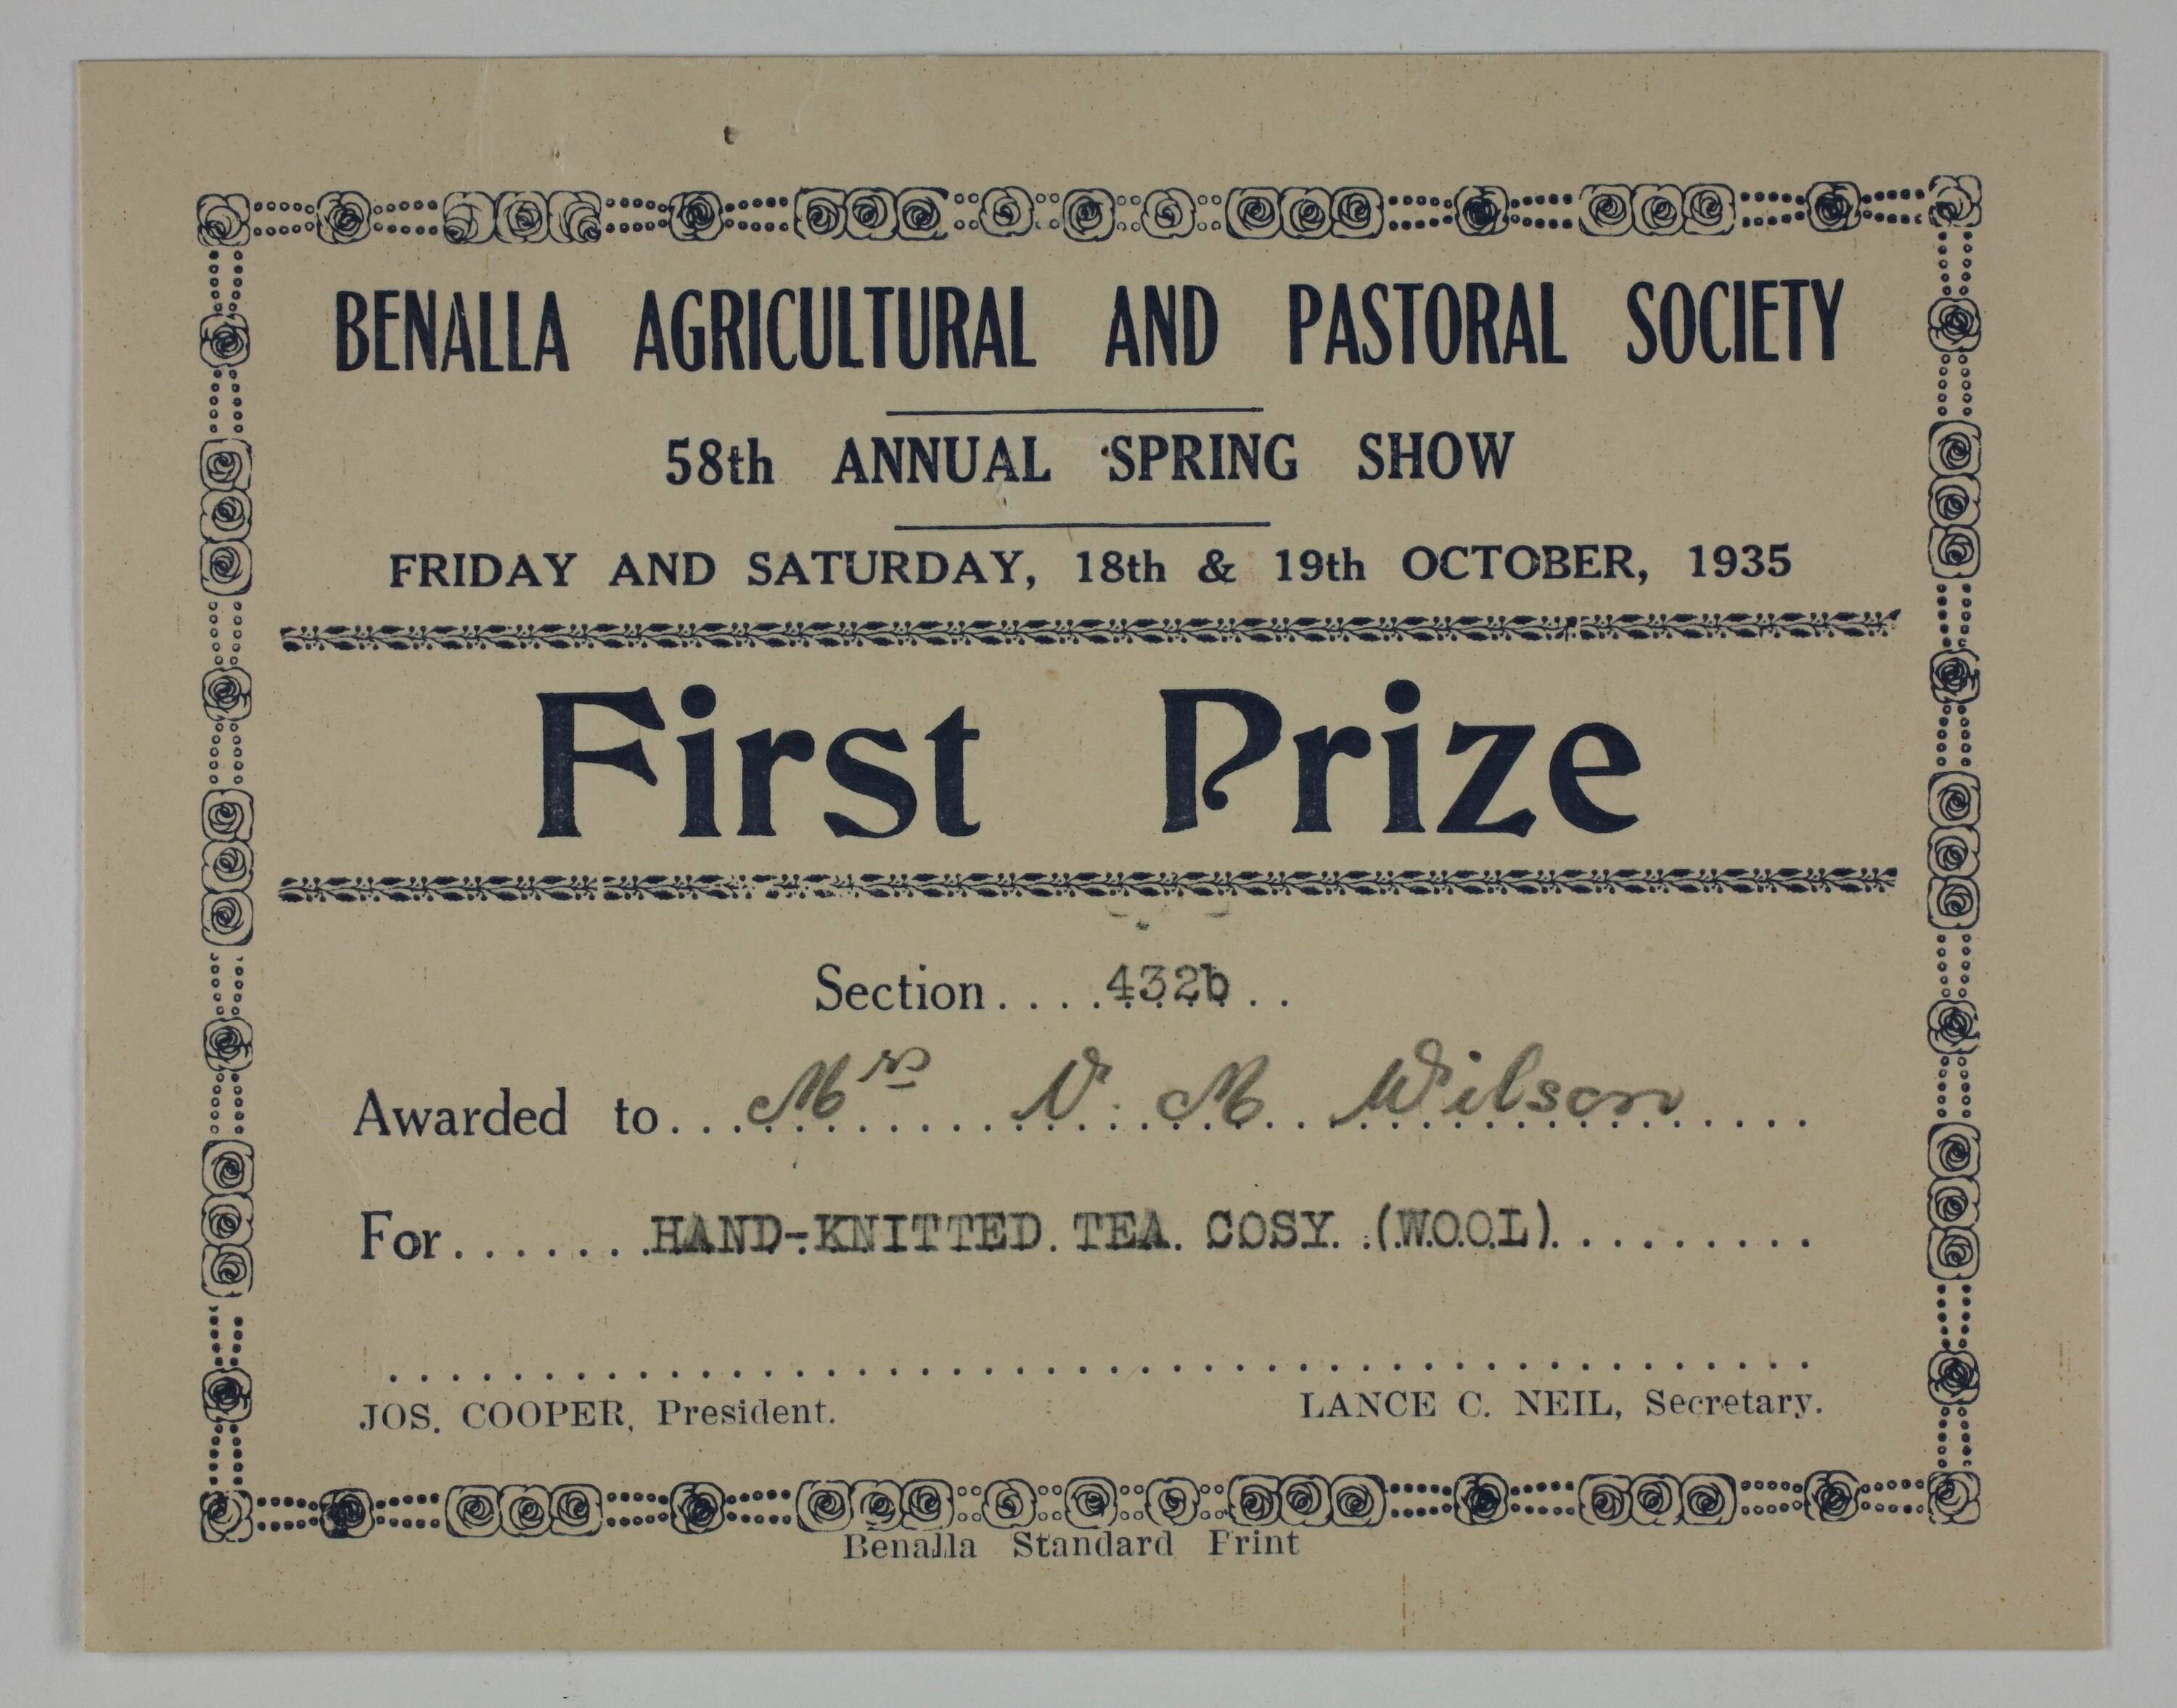 BENALLA AGRICULTURAL AND PASTORAL SOCIETY
58th ANNUAL SPRING SHOW
FRIDAY AND SATURDAY, 18th & 19th OCTOBER, 1935
First Prize
Section....432b..
Awarded to... Mrs N. M Wilson....
For.......HAND-KNITTED TEA COSY (WOOL).........
JOS. COOPER, President. LANCE C. NEIL, Secretary.
Benalla Standard Print